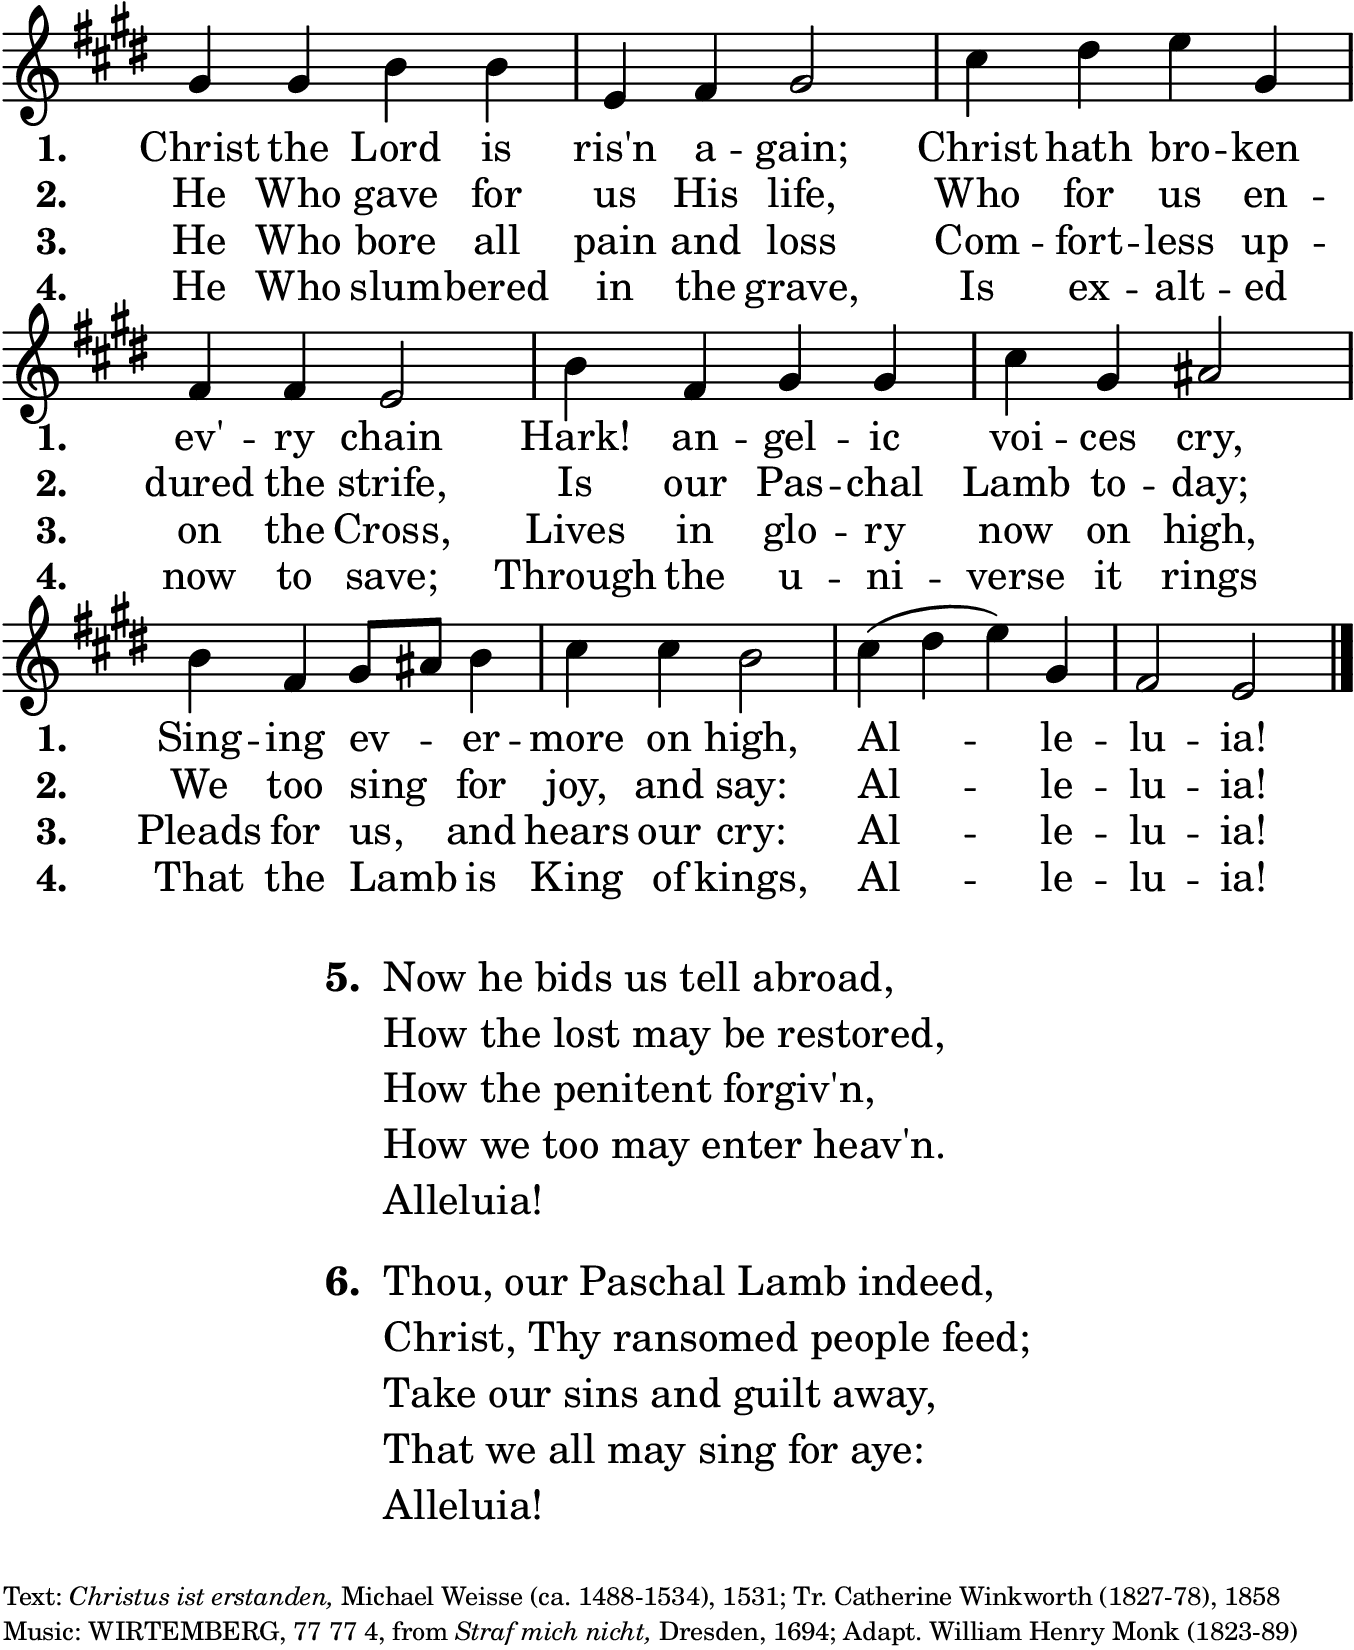 1. Christ the Lord is ris'n a - gain; Christ hath bro - ken
2. He Who gave for us His life, Who for us en -
3. He Who bore all pain and loss Com - fort - less up -
4. He Who slumbered in the grave, Is ex - alt - ed
1. ev' - ry chain Hark! an - gel - ic voi - ces cry,
2. dured the strife, Is our Pas - chal Lamb to - day;
3. on the Cross, Lives in glo - ry now on high,
4. now to save; Through the u - ni - verse it rings
1. Sing - ing ev - er - more on high, Al - le - lu - ia!
2. We too sing for joy, and say: Al - le - lu - ia!
3. Pleads for us, and hears our cry: Al - le - lu - ia!
4. That the Lamb is King of kings, Al - le - lu - ia!
5. Now he bids us tell abroad,
How the lost may be restored,
How the penitent forgiv'n,
How we too may enter heav'n.
Alleluia!
6. Thou, our Paschal Lamb indeed,
Christ, Thy ransomed people feed;
Take our sins and guilt away,
That we all may sing for aye:
Alleluia!
Text: Christus ist erstanden, Michael Weisse (ca. 1488-1534), 1531; Tr. Catherine Winkworth (1827-78), 1858
Music: WIRTEMBERG, 77 77 4, from Straf mich nicht, Dresden, 1694; Adapt. William Henry Monk (1823-89)